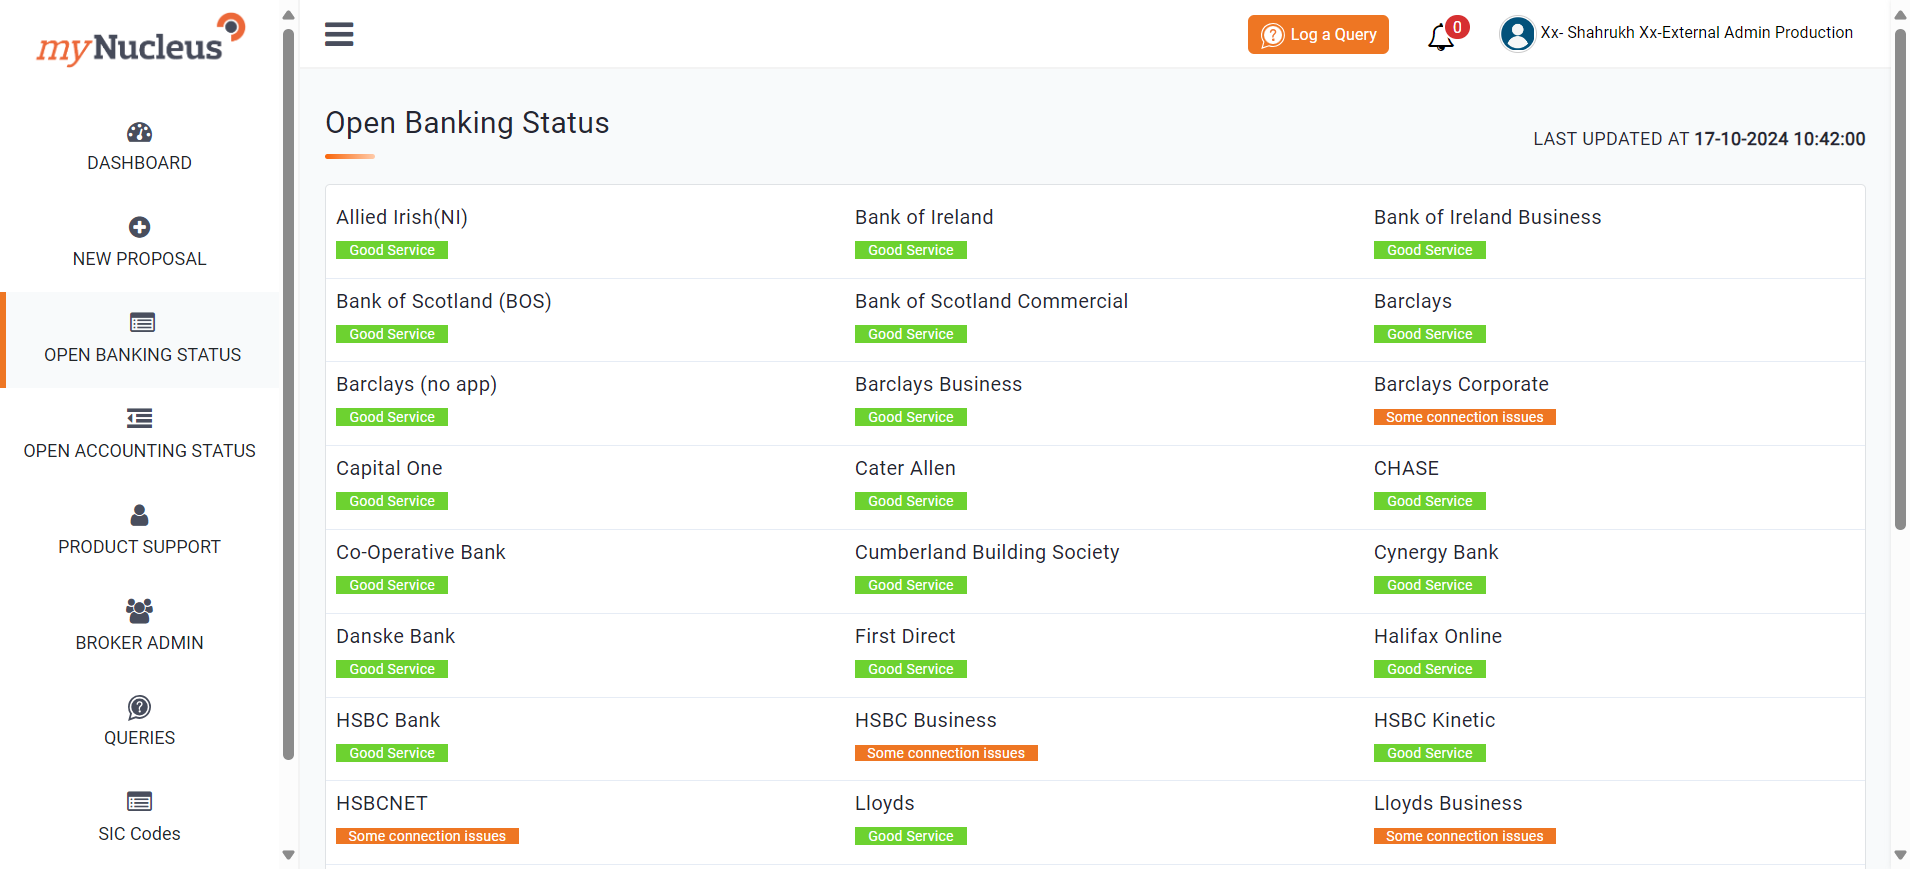 myNucleus
Log a Query
0
Xx- Shahrukh Xx-External Admin Production
DASHBOARD
NEW PROPOSAL
OPEN BANKING STATUS
OPEN ACCOUNTING STATUS
PRODUCT SUPPORT
BROKER ADMIN
QUERIES
SIC Codes
Open Banking Status
LAST UPDATED AT 17-10-2024 10:42:00
Allied Irish(NI)
Good Service
Bank of Ireland
Good Service
Bank of Ireland Business
Good Service
Bank of Scotland (BOS)
Good Service
Bank of Scotland Commercial
Good Service
Barclays
Good Service
Barclays (no app)
Good Service
Barclays Business
Good Service
Barclays Corporate
Some connection issues
Capital One
Good Service
Cater Allen
Good Service
CHASE
Good Service
Co-Operative Bank
Good Service
Cumberland Building Society
Good Service
Cynergy Bank
Good Service
Danske Bank
Good Service
First Direct
Good Service
Halifax Online
Good Service
HSBC Bank
Good Service
HSBC Business
Some connection issues
HSBC Kinetic
Good Service
HSBCNET
Some connection issues
Lloyds
Good Service
Lloyds Business
Some connection issues